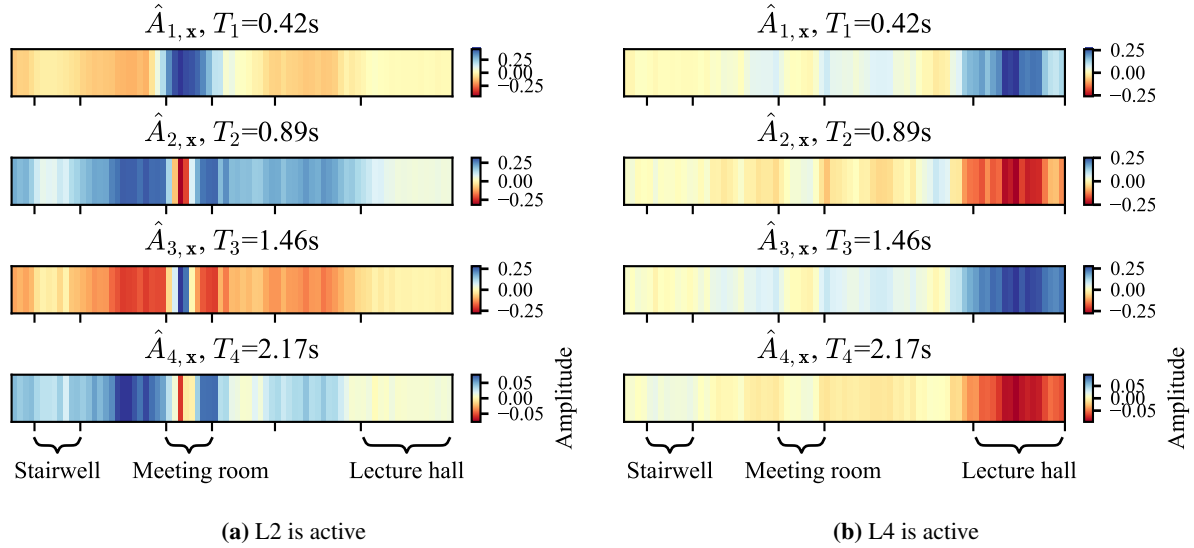 Â₁,ₓ, T₁=0.42s
0.25
0.00
−0.25
Â₂,ₓ, T₂=0.89s
0.25
0.00
−0.25
Â₃,ₓ, T₃=1.46s
0.25
0.00
−0.25
Â₄,ₓ, T₄=2.17s
0.05
−0.05
Amplitude
Stairwell Meeting room Lecture hall
(a) L2 is active
Â₁,ₓ, T₁=0.42s
0.25
0.00
−0.25
Â₂,ₓ, T₂=0.89s
0.25
0.00
−0.25
Â₃,ₓ, T₃=1.46s
0.25
0.00
−0.25
Â₄,ₓ, T₄=2.17s
0.05
−0.05
Amplitude
Stairwell Meeting room Lecture hall
(b) L4 is active